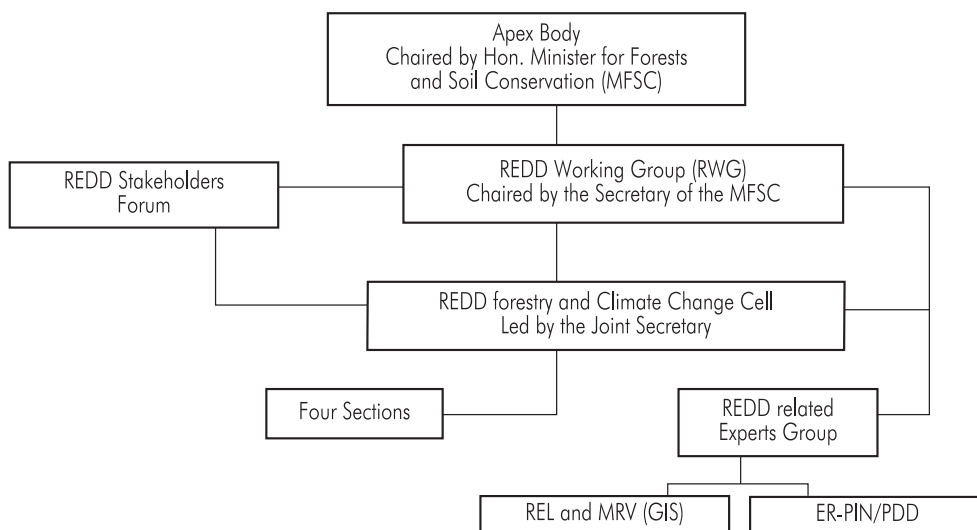 Apex Body
Chaired by Hon. Minister for Forests
and Soil Conservation (MFSC)
REDD Stakeholders
Forum
REDD Working Group (RWG)
Chaired by the Secretary of the MFSC
REDD forestry and Climate Change Cell
Led by the Joint Secretary
Four Sections
REDD related
Experts Group
REL and MRV (GIS)
ER-PIN/PDD